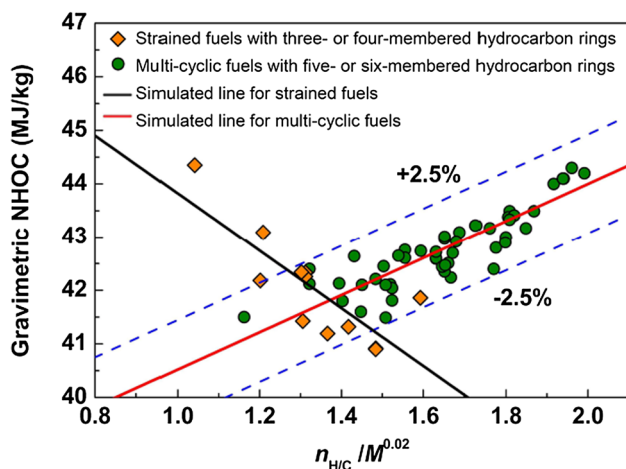 47
46
45
44
43
42
41
40
Gravimetric NHOC (MJ/kg)
Strained fuels with three- or four-membered hydrocarbon rings
Multi-cyclic fuels with five- or six-membered hydrocarbon rings
Simulated line for strained fuels
Simulated line for multi-cyclic fuels
+2.5%
-2.5%
0.8 1.0 1.2 1.4 1.6 1.8 2.0
n_H/C /M^0.02